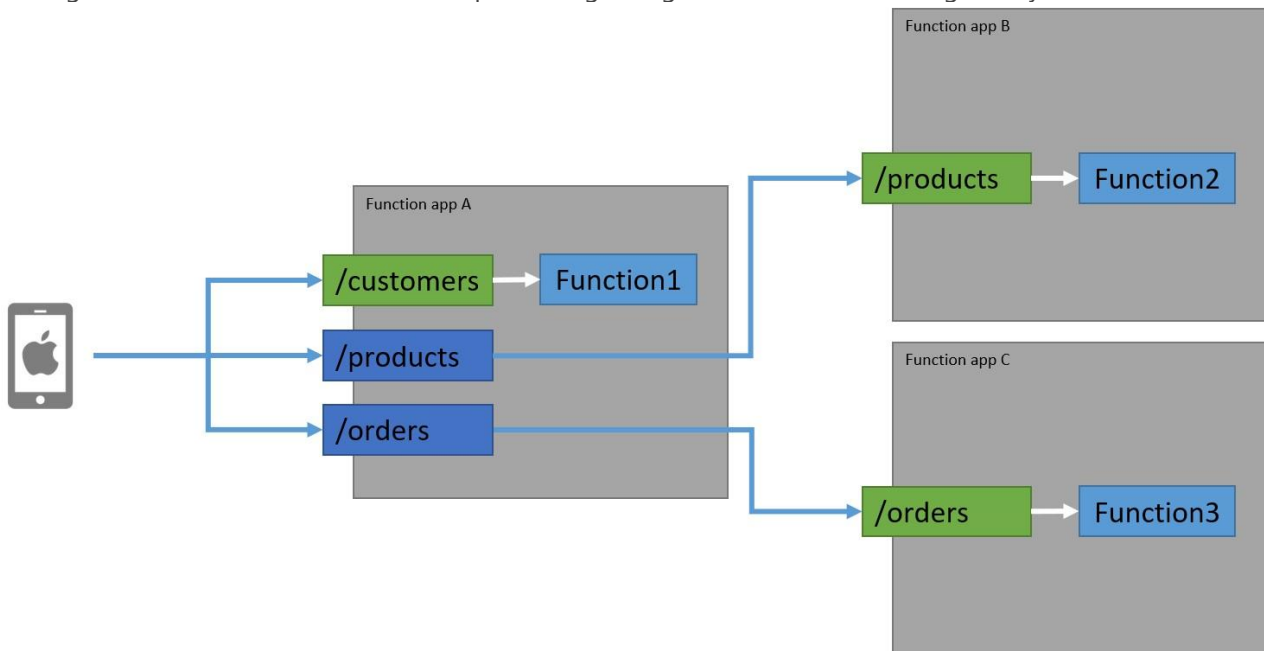 Function app B
/products
Function2
Function app A
/customers
Function1
/products
/orders
Function app C
/orders
Function3